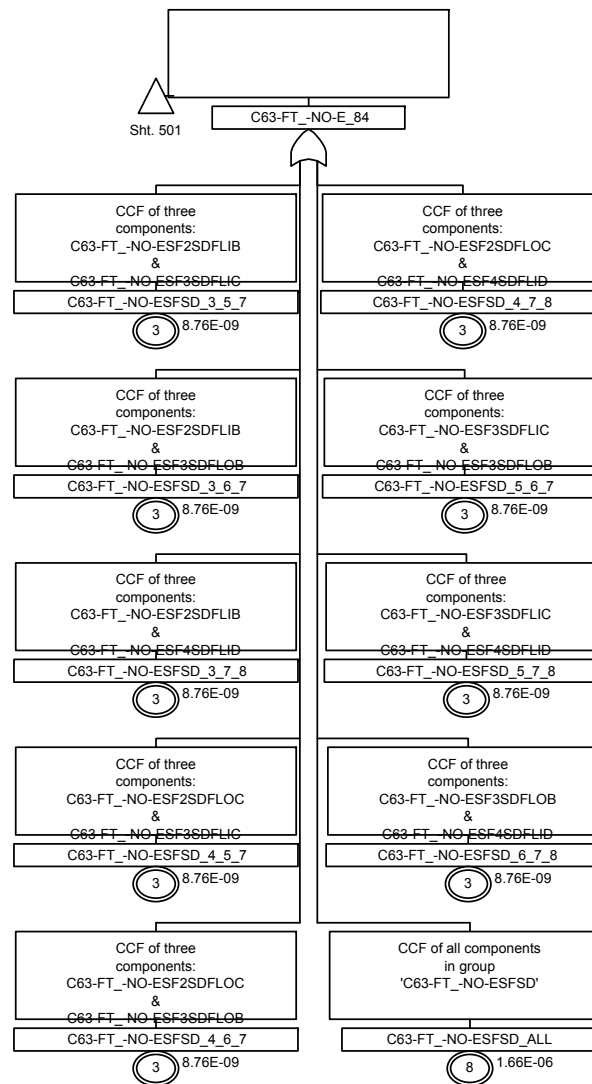 Sht. 501
C63-FT_-NO-E_84
CCF of three
components:
C63-FT_-NO-ESF2SDFLIB
&
C63-FT_-NO-ESF3SDFLIC
C63-FT_-NO-ESFSD_3_5_7
3
8.76E-09
CCF of three
components:
C63-FT_-NO-ESF2SDFLOC
&
C63-FT_-NO-ESF4SDFLID
C63-FT_-NO-ESFSD_4_7_8
3
8.76E-09
CCF of three
components:
C63-FT_-NO-ESF2SDFLIB
&
C63-FT_-NO-ESF3SDFLOB
C63-FT_-NO-ESFSD_3_6_7
3
8.76E-09
CCF of three
components:
C63-FT_-NO-ESF3SDFLIC
&
C63-FT_-NO-ESF3SDFLOB
C63-FT_-NO-ESFSD_5_6_7
3
8.76E-09
CCF of three
components:
C63-FT_-NO-ESF2SDFLIB
&
C63-FT_-NO-ESF4SDFLID
C63-FT_-NO-ESFSD_3_7_8
3
8.76E-09
CCF of three
components:
C63-FT_-NO-ESF3SDFLIC
&
C63-FT_-NO-ESF4SDFLID
C63-FT_-NO-ESFSD_5_7_8
3
8.76E-09
CCF of three
components:
C63-FT_-NO-ESF2SDFLOC
&
C63-FT_-NO-ESF3SDFLIC
C63-FT_-NO-ESFSD_4_5_7
3
8.76E-09
CCF of three
components:
C63-FT_-NO-ESF3SDFLOB
&
C63-FT_-NO-ESF4SDFLID
C63-FT_-NO-ESFSD_6_7_8
3
8.76E-09
CCF of three
components:
C63-FT_-NO-ESF2SDFLOC
&
C63-FT_-NO-ESF3SDFLOB
C63-FT_-NO-ESFSD_4_6_7
3
8.76E-09
CCF of all components
in group
'C63-FT_-NO-ESFSD'
C63-FT_-NO-ESFSD_ALL
8
1.66E-06